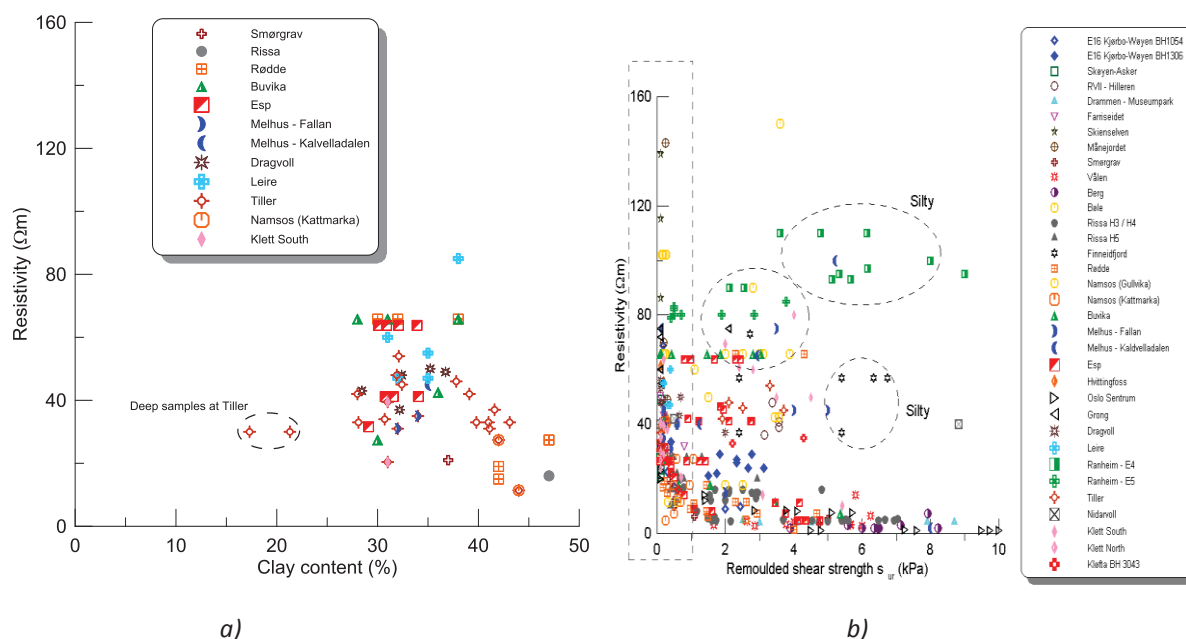 160
120
80
40
0
Resistivity (Ωm)
0
10
20
30
40
50
Clay content (%)
Deep samples at Tiller
Smørgrav
Rissa
Rødde
Buvika
Esp
Melhus - Fallan
Melhus - Kalvelladalen
Dragvoll
Leire
Tiller
Namsos (Kattmarka)
Klett South
a)
160
120
80
40
0
Resistivity (Ωm)
0
2
4
6
8
10
Remoulded shear strength s ur (kPa)
Silty
Silty
E16 Kjørbo-Wøyen BH1054
E16 Kjørbo-Wøyen BH1306
Skøyen-Asker
RVII - Hilleren
Drammen - Museumpark
Farriseidet
Skienselven
Månejordet
Smørgrav
Vålen
Berg
Bøle
Rissa H3 / H4
Rissa H5
Finneidfjord
Rødde
Namsos (Gullvika)
Namsos (Kattmarka)
Buvika
Melhus - Fallan
Melhus - Kaldvelladalen
Esp
Hvittingfoss
Oslo Sentrum
Grong
Dragvoll
Leire
Ranheim - E4
Ranheim - E5
Tiller
Nidarvoll
Klett South
Klett North
Kløfta BH 3043
b)